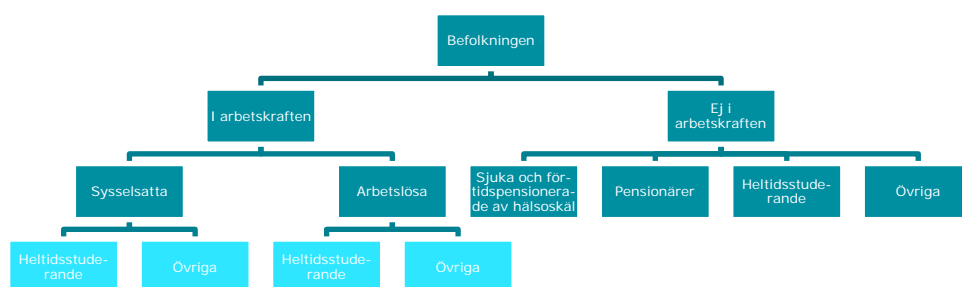 Befolkningen
I arbetskraften
Ej i
arbetskraften
Sysselsatta
Arbetslösa
Sjuka och för-
tidspensionera-
de av hälsoskäl
Pensionärer
Heltidsstude-
rande
Övriga
Heltidsstude-
rande
Övriga
Heltidsstude-
rande
Övriga